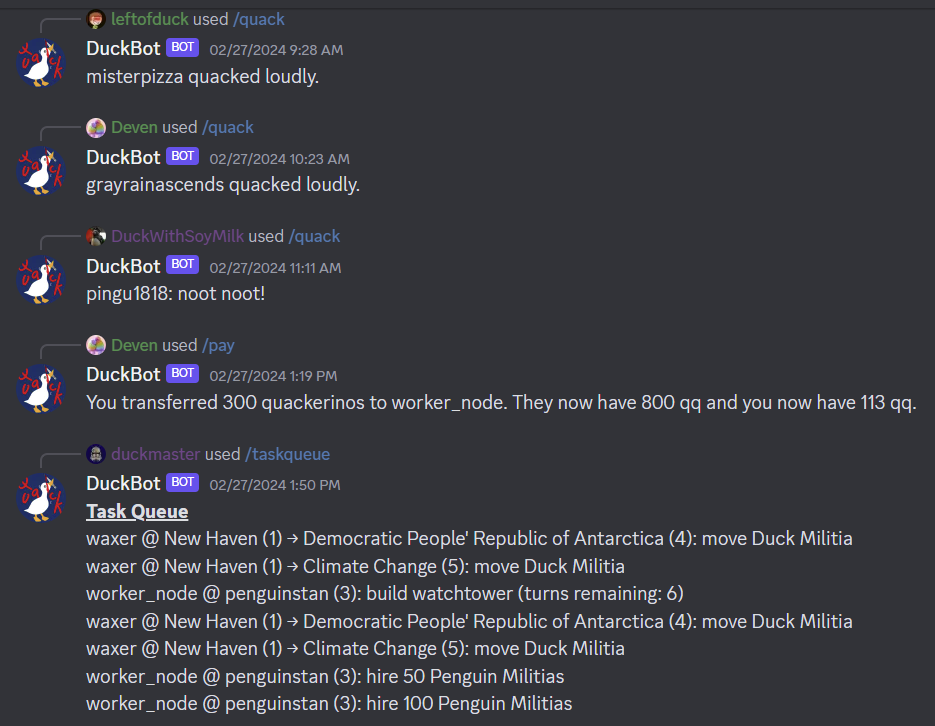 leftofduck used /quack
DuckBot BOT 02/27/2024 9:28 AM
misterpizza quacked loudly.
Deven used /quack
DuckBot BOT 02/27/2024 10:23 AM
grayrainascends quacked loudly.
DuckWithSoyMilk used /quack
DuckBot BOT 02/27/2024 11:11 AM
pingu1818: noot noot!
Deven used /pay
DuckBot BOT 02/27/2024 1:19 PM
You transferred 300 quackerinos to worker_node. They now have 800 qq and you now have 113 qq.
duckmaster used /taskqueue
DuckBot BOT 02/27/2024 1:50 PM
Task Queue
waxer @ New Haven (1) → Democratic People' Republic of Antarctica (4): move Duck Militia
waxer @ New Haven (1) → Climate Change (5): move Duck Militia
worker_node @ penguinstan (3): build watchtower (turns remaining: 6)
waxer @ New Haven (1) → Democratic People' Republic of Antarctica (4): move Duck Militia
waxer @ New Haven (1) → Climate Change (5): move Duck Militia
worker_node @ penguinstan (3): hire 50 Penguin Militias
worker_node @ penguinstan (3): hire 100 Penguin Militias